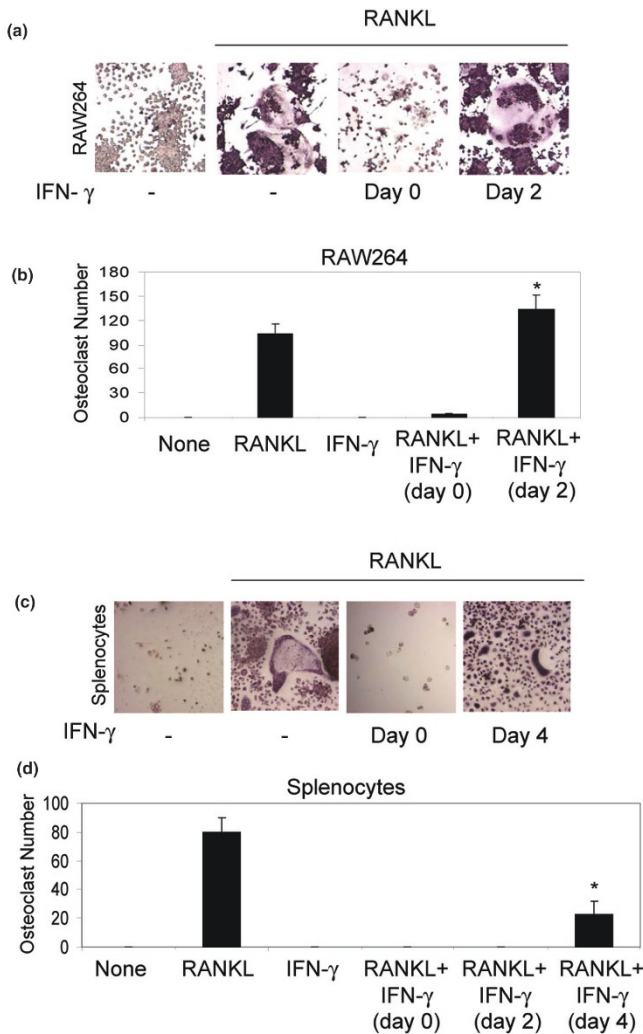 (a)
RANKL
RAW264
IFN- γ - - Day 0 Day 2
(b)
RAW264
Osteoclast Number
180
150
120
90
60
30
0
*
None RANKL IFN-γ RANKL+ RANKL+
IFN-γ IFN-γ
(day 0) (day 2)
RANKL
(c)
Splenocytes
IFN-γ - - Day 0 Day 4
(d)
Splenocytes
Osteoclast Number
100
80
60
40
20
0
*
None RANKL IFN-γ RANKL+ RANKL+ RANKL+
IFN-γ IFN-γ IFN-γ
(day 0) (day 2) (day 4)